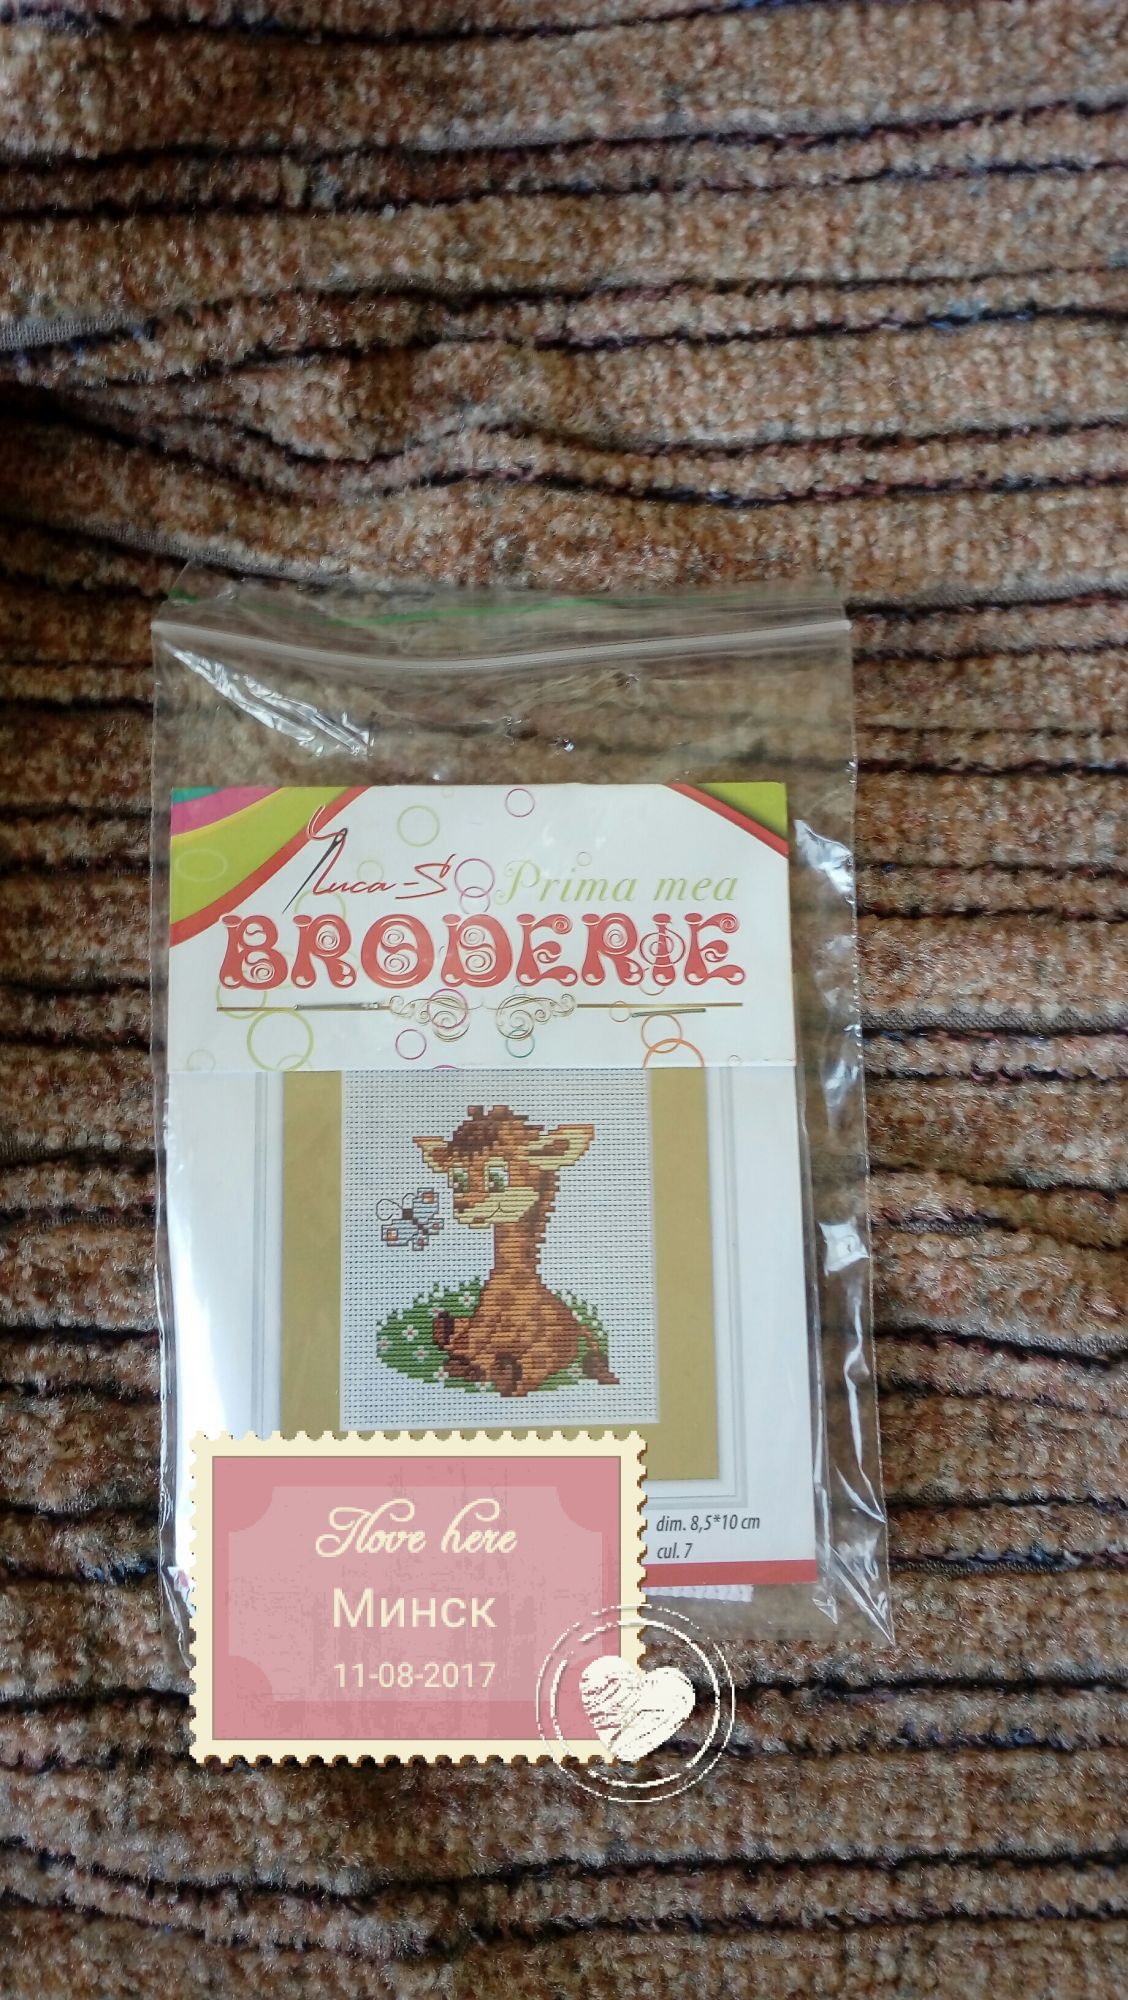 Luca-S Prima mea
BRODERIE
dim. 8,5*10 cm
cul. 7
I love here
Минск
11-08-2017